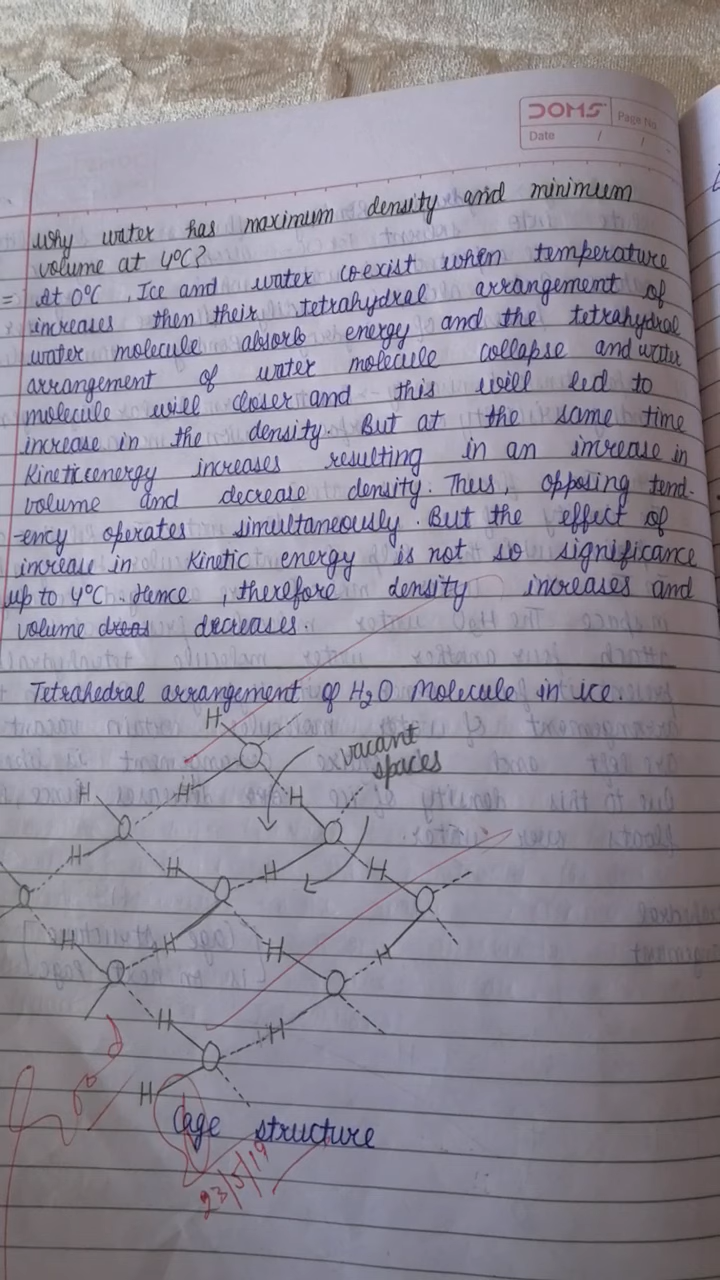 DOMS Page No.
Date / /
Why water has maximum density and minimum
volume at 4°C?
= At 0°C, Ice and water coexist when temperature
increases then their tetrahydral arrangement of
water molecule absorb energy and the tetrahydral
arrangement of water molecule collapse and water
molecule will closer and this will led to
increase in the density. But at the same time
Kineticenergy increases resulting in an increase in
volume and decrease density. Thus, opposing tend-
-ency operates simultaneously. But the effect of
increase in Kinetic energy is not so significance
up to 4°C. Hence, therefore density increases and
volume dreas decreases.
Tetrahedral arrangement of H2O Molecule in ice.
H
O
vacant
spaces
H
H
H
O
O
H
H
H
H
O
O
O
H
H
H
H
O
O
H
H
O
H
Cage structure
Good
23/5/19